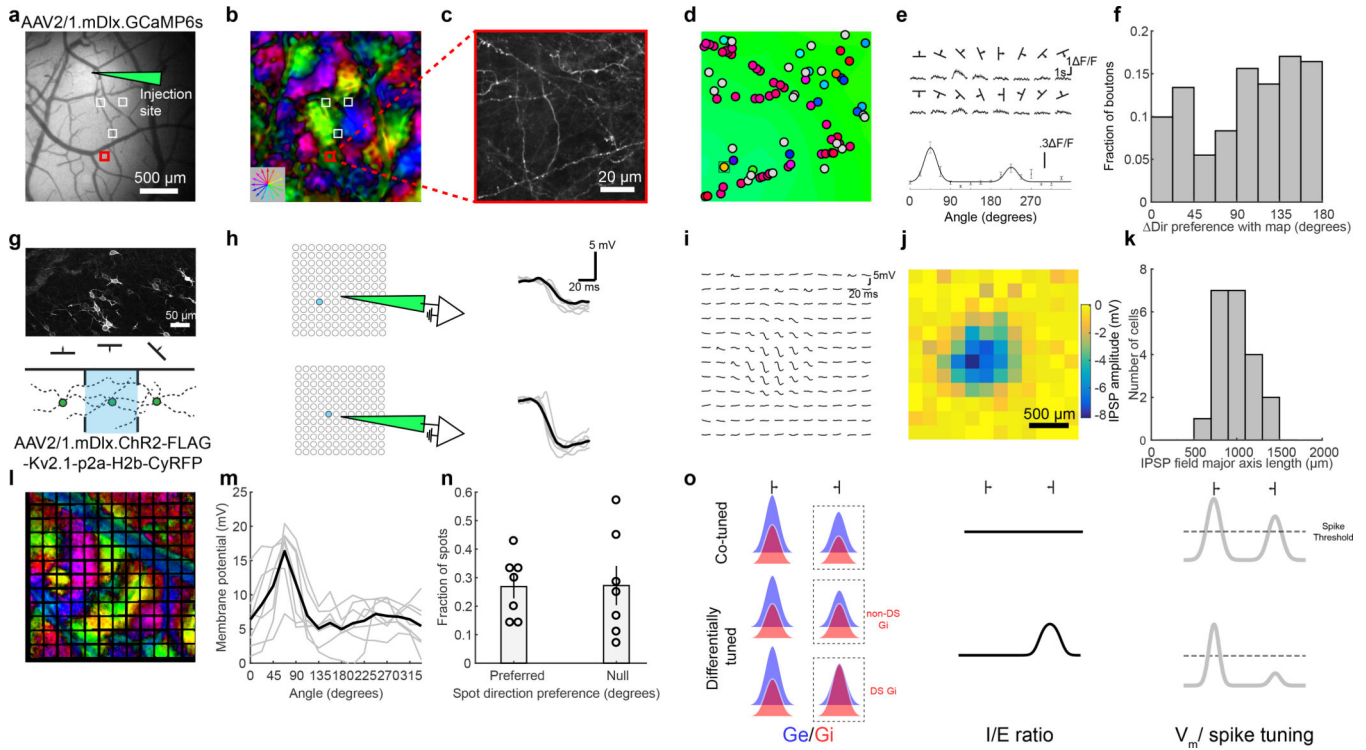 a
AAV2/1.mDlx.GCaMP6s
Injection
site
500 µm
b
c
20 µm
d
e
1ΔF/F
1s
.3ΔF/F
0 90 180 270
Angle (degrees)
f
Fraction of boutons
0.2
0.15
0.1
0.05
0
0 45 90 135 180
ΔDir preference with map (degrees)
g
50 µm
AAV2/1.mDlx.ChR2-FLAG
-Kv2.1-p2a-H2b-CyRFP
h
5 mV
20 ms
i
5mV
20 ms
j
500 µm
0
-2
-4
-6
-8
IPSP amplitude (mV)
k
Number of cells
8
6
4
2
0
0 500 1000 1500 2000
IPSP field major axis length (µm)
l
m
Membrane potential (mV)
25
20
15
10
5
0
0 45 90 135180225270315
Angle (degrees)
n
Fraction of spots
0.6
0.5
0.4
0.3
0.2
0.1
0
Preferred Null
Spot direction preference (degrees)
o
Co-tuned
Differentially
tuned
non-DS
Gi
DS Gi
Ge/Gi
I/E ratio
Spike
Threshold
Vm/ spike tuning